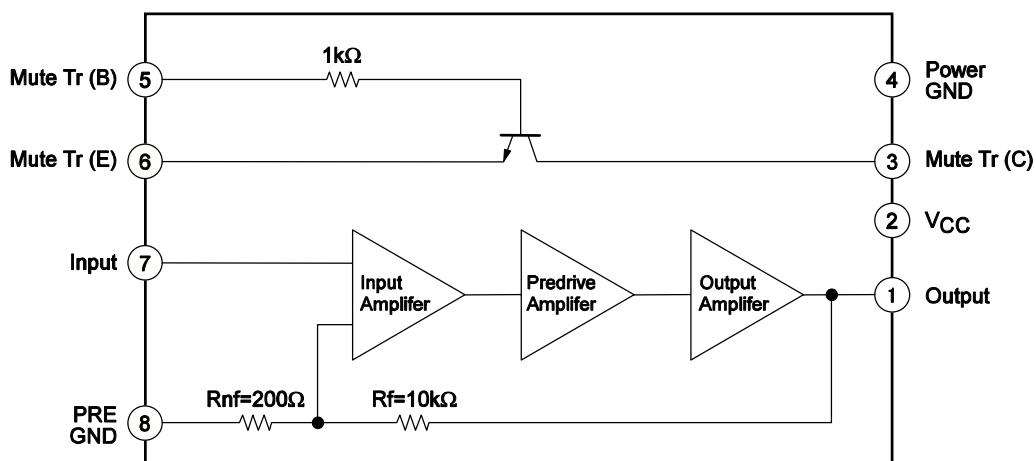 1kΩ
Mute Tr (B)
5
4
Power
GND
Mute Tr (E)
6
3
Mute Tr (C)
2
VCC
Input
7
Input
Amplifer
Predrive
Amplifer
Output
Amplifer
1
Output
Rnf=200Ω
Rf=10kΩ
PRE
GND
8